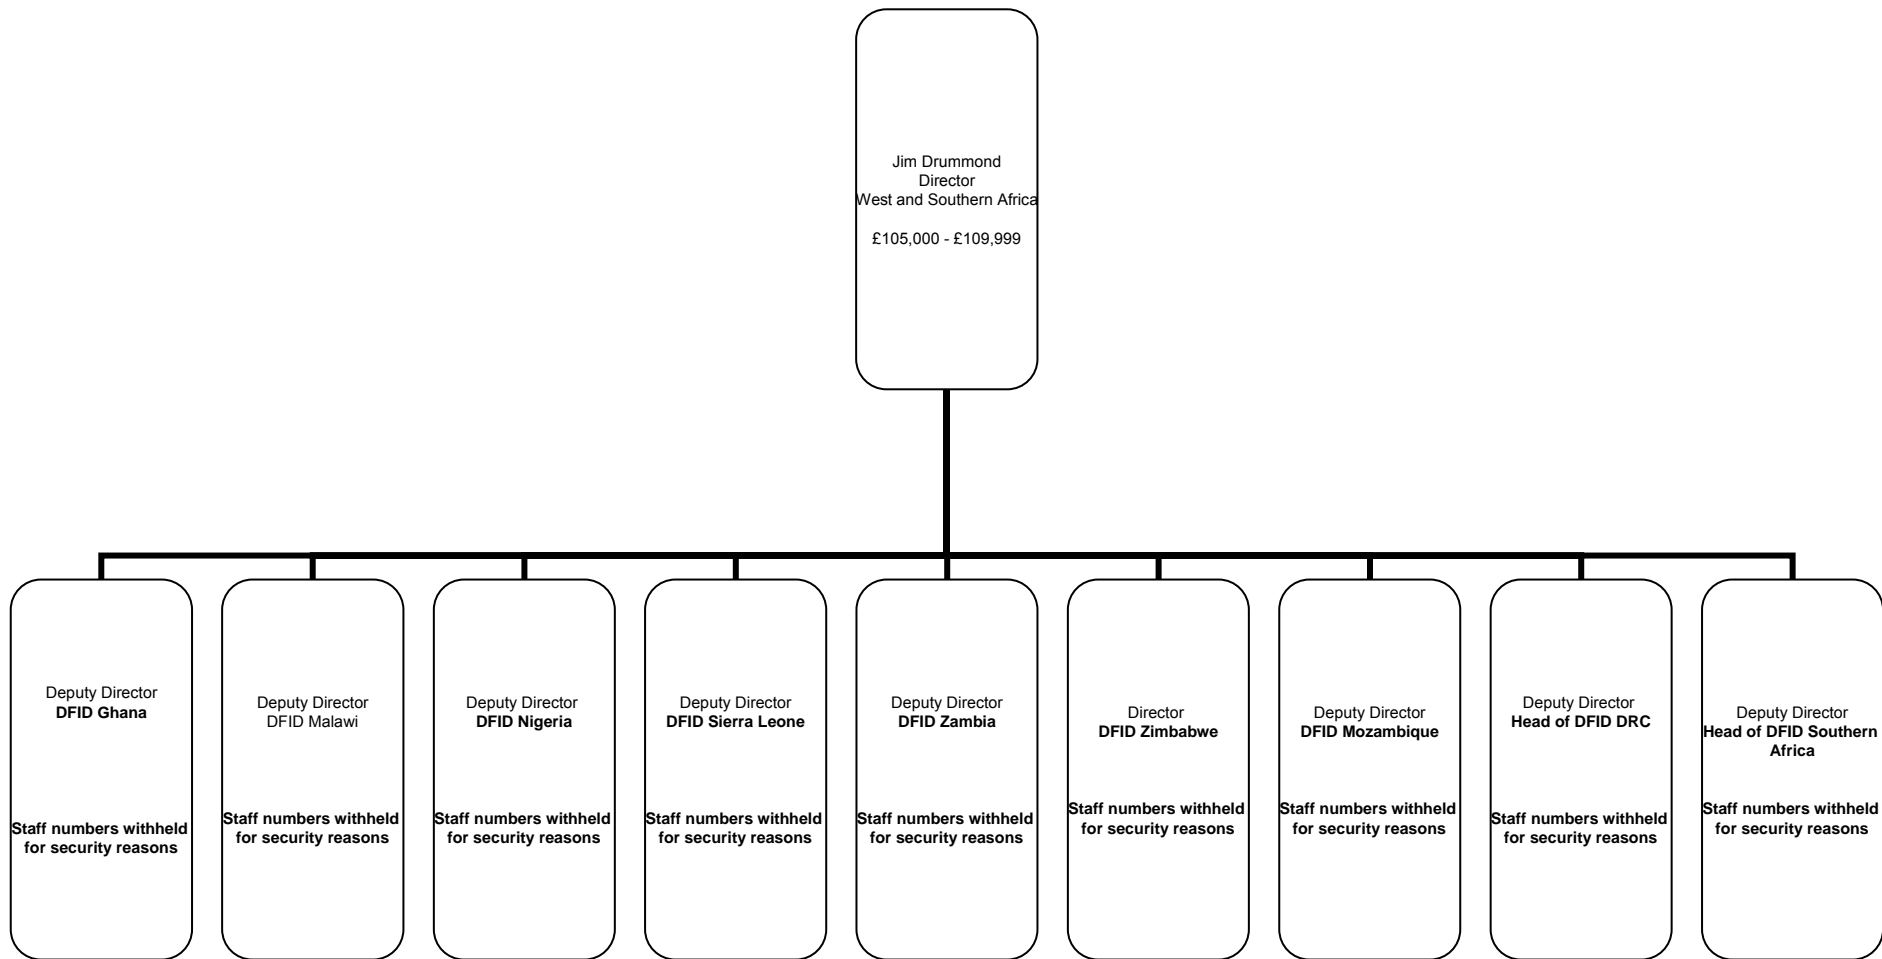 Jim Drummond
Director
West and Southern Africa
£105,000 - £109,999
Deputy Director
DFID Ghana
Staff numbers withheld
for security reasons
Deputy Director
DFID Malawi
Staff numbers withheld
for security reasons
Deputy Director
DFID Nigeria
Staff numbers withheld
for security reasons
Deputy Director
DFID Sierra Leone
Staff numbers withheld
for security reasons
Deputy Director
DFID Zambia
Staff numbers withheld
for security reasons
Director
DFID Zimbabwe
Staff numbers withheld
for security reasons
Deputy Director
DFID Mozambique
Staff numbers withheld
for security reasons
Deputy Director
Head of DFID DRC
Staff numbers withheld
for security reasons
Deputy Director
Head of DFID Southern
Africa
Staff numbers withheld
for security reasons